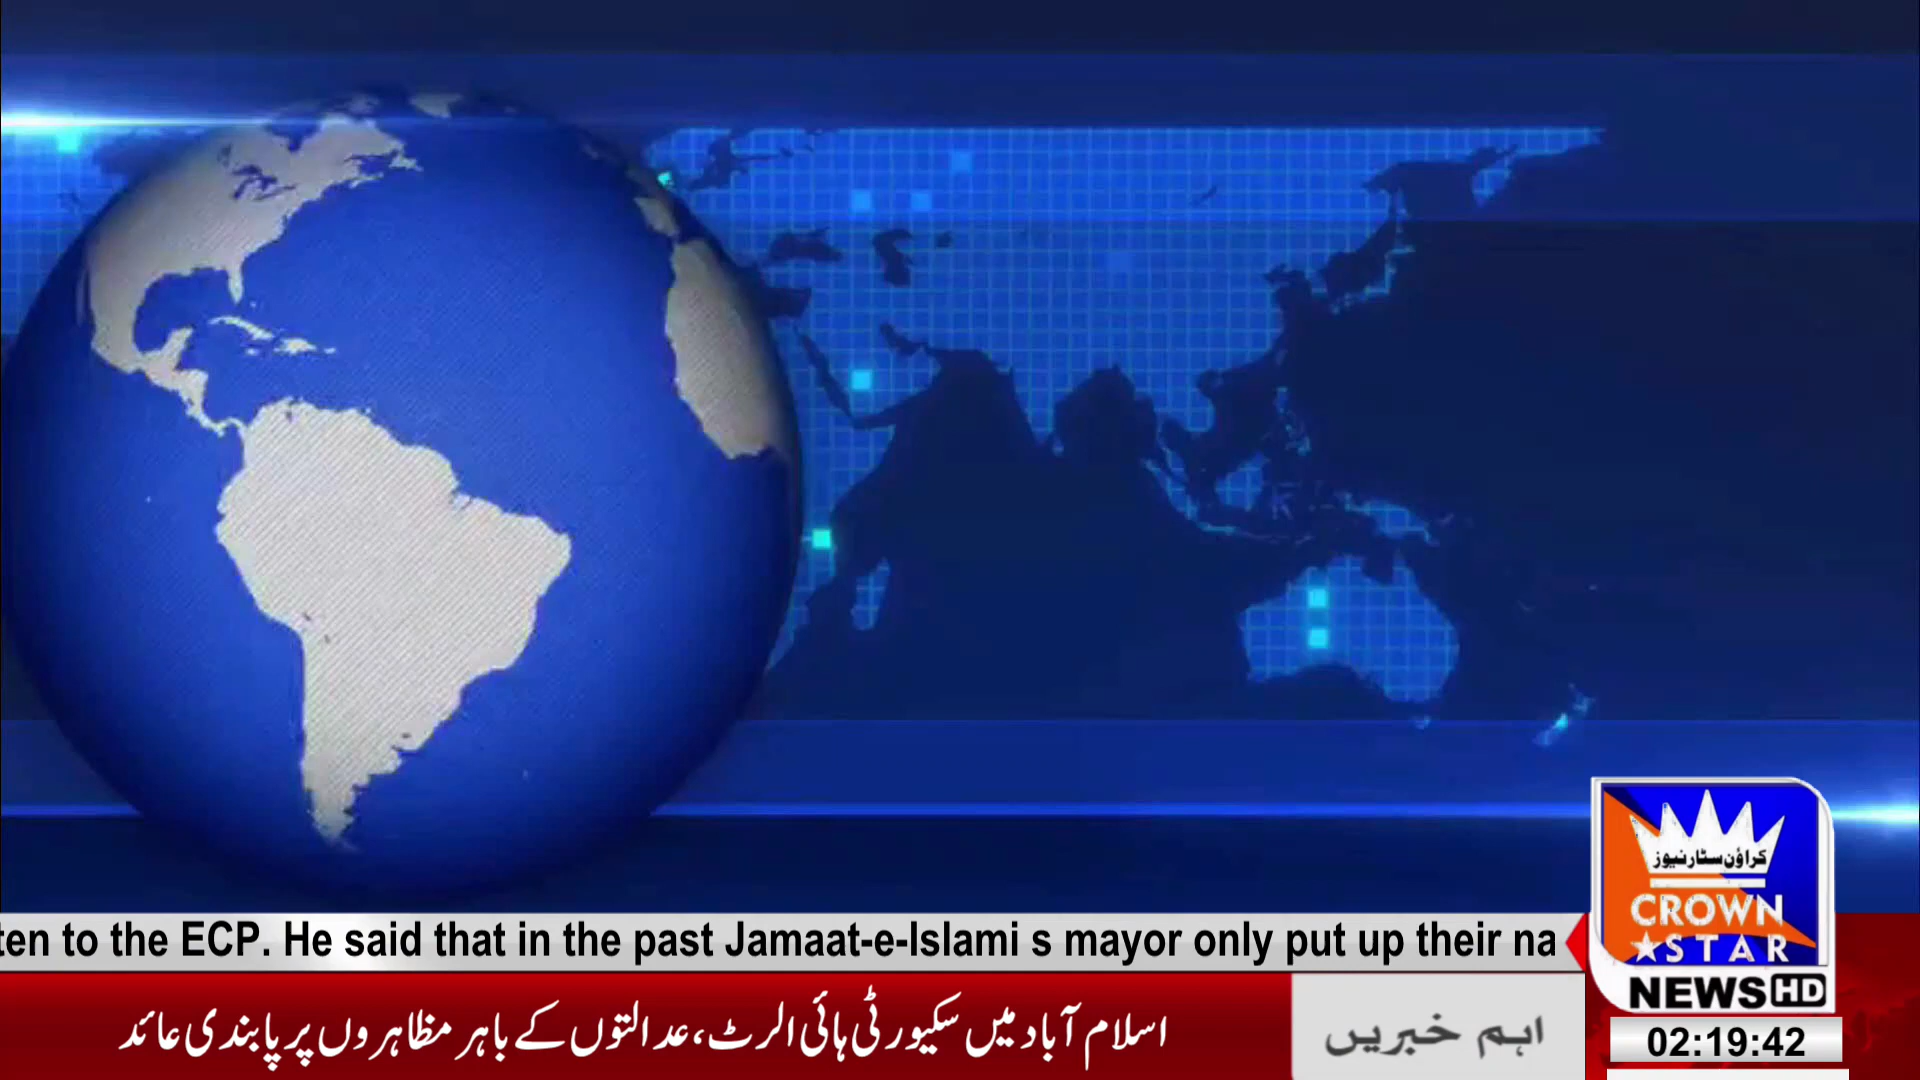 ten to the ECP. He said that in the past Jamaat-e-Islami s mayor only put up their na
اسلام آباد میں سکیورٹی ہائی الرٹ، عدالتوں کے باہر مظاہروں پر پابندی عائد
اہم خبریں
کراؤن سٹار نیوز
CROWN
STAR
NEWS HD
02:19:42